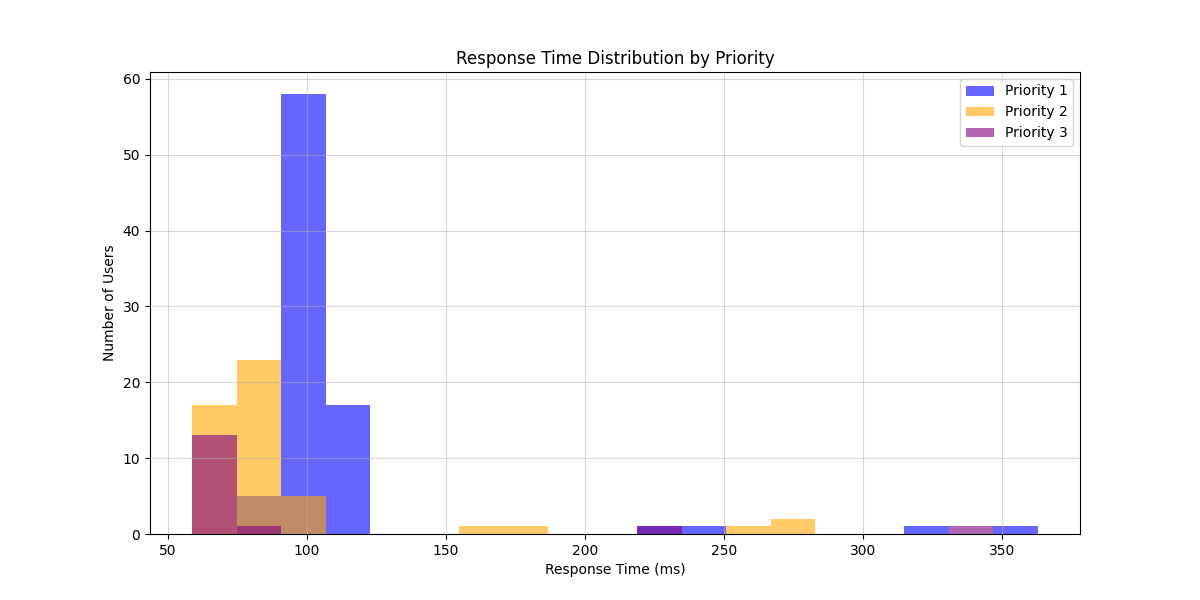 Response Time Distribution by Priority
Priority 1
Priority 2
Priority 3
60
50
40
30
20
10
0
Number of Users
50 100 150 200 250 300 350
Response Time (ms)